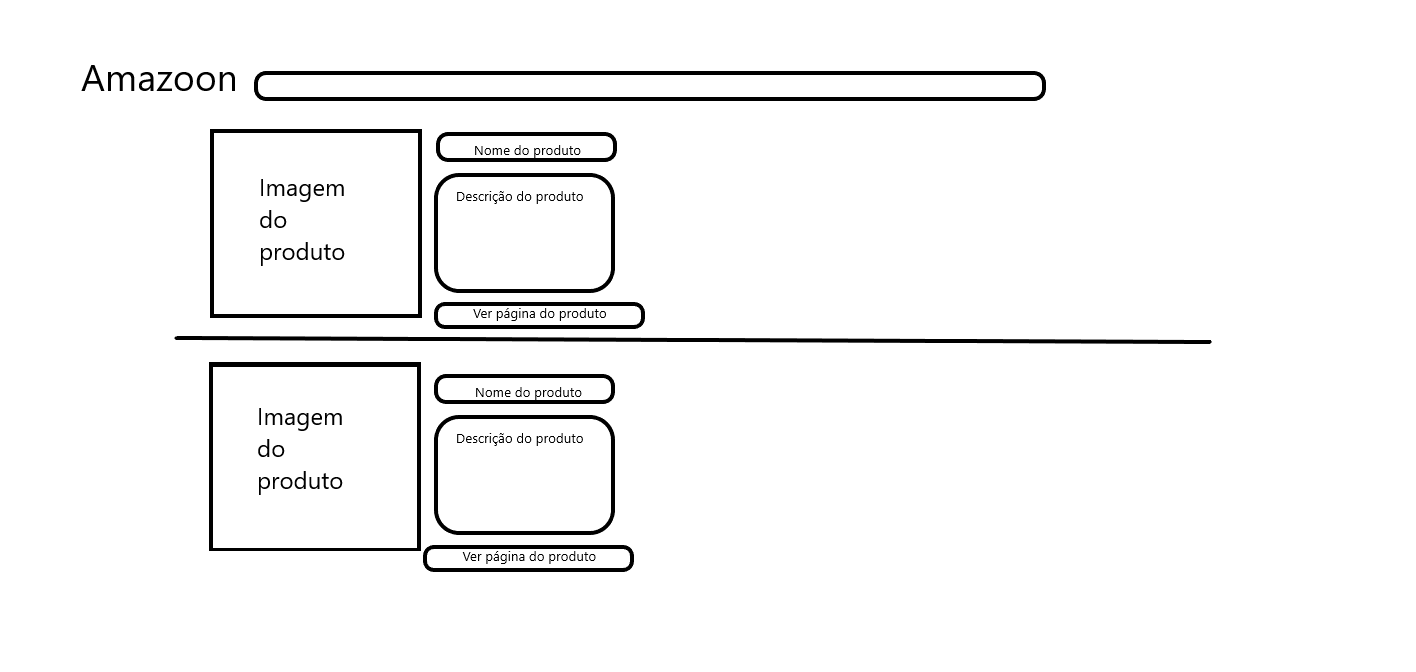 Amazoon
Imagem
do
produto
Nome do produto
Descrição do produto
Ver página do produto
Imagem
do
produto
Nome do produto
Descrição do produto
Ver página do produto